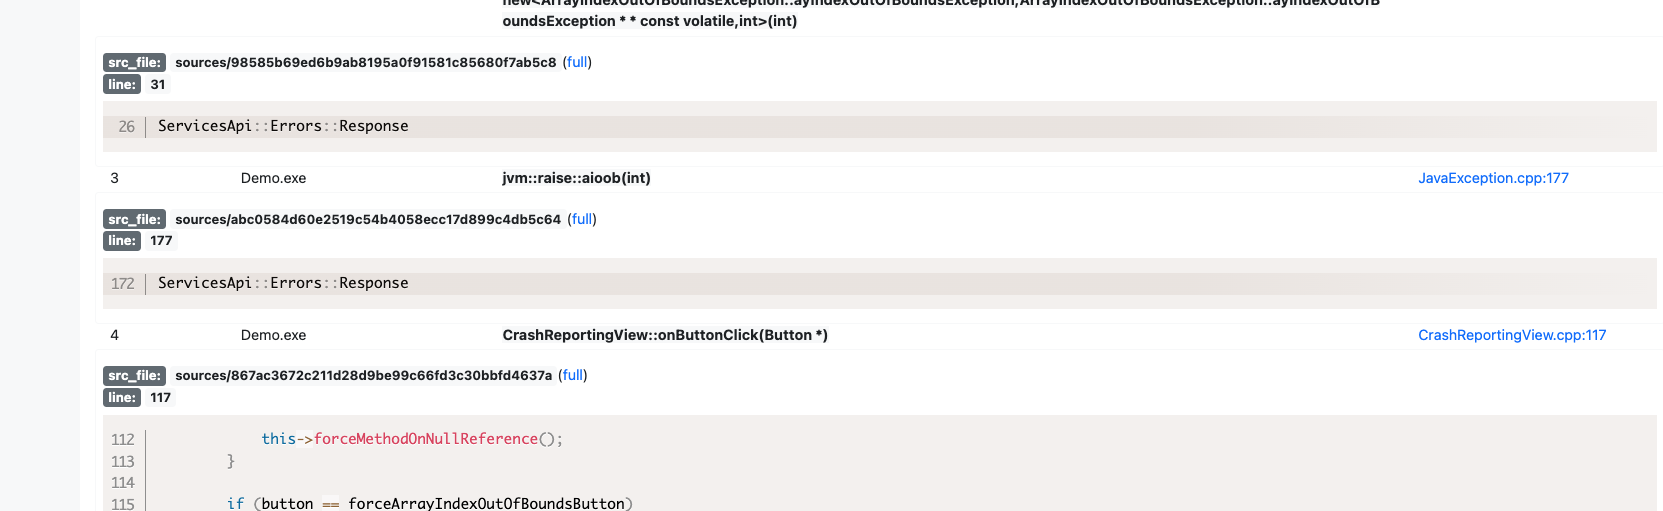 new<ArrayIndexOutOfBoundsException::ayIndexOutOfBoundsException,ArrayIndexOutOfBoundsException::ayIndexOutOfB
oundsException * * const volatile,int>(int)
src_file: sources/98585b69ed6b9ab8195a0f91581c85680f7ab5c8 (full)
line: 31
26 ServicesApi::Errors::Response
3 Demo.exe jvm::raise::aioob(int) JavaException.cpp:177
src_file: sources/abc0584d60e2519c54b4058ecc17d899c4db5c64 (full)
line: 177
172 ServicesApi::Errors::Response
4 Demo.exe CrashReportingView::onButtonClick(Button *) CrashReportingView.cpp:117
src_file: sources/867ac3672c211d28d9be99c66fd3c30bbfd4637a (full)
line: 117
112 this->forceMethodOnNullReference();
113 }
114
115 if (button == forceArrayIndexOutOfBoundsButton)